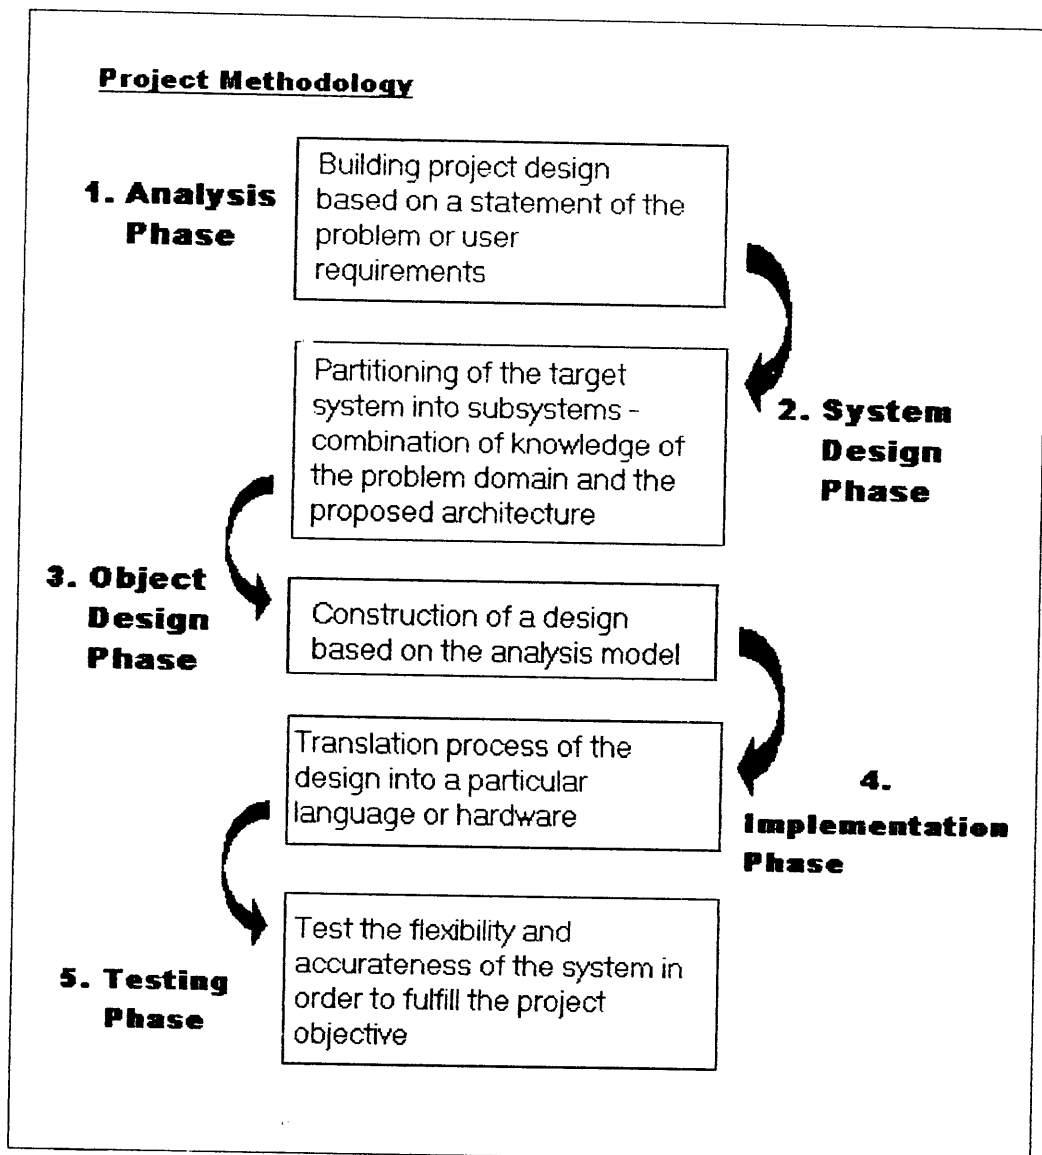 Project Methodology
1. Analysis
Phase
Building project design
based on a statement of the
problem or user
requirements
Partitioning of the target
system into subsystems -
combination of knowledge of
the problem domain and the
proposed architecture
2. System
Design
Phase
3. Object
Design
Phase
Construction of a design
based on the analysis model
Translation process of the
design into a particular
language or hardware
4.
Implementation
Phase
5. Testing
Phase
Test the flexibility and
accurateness of the system in
order to fulfill the project
objective